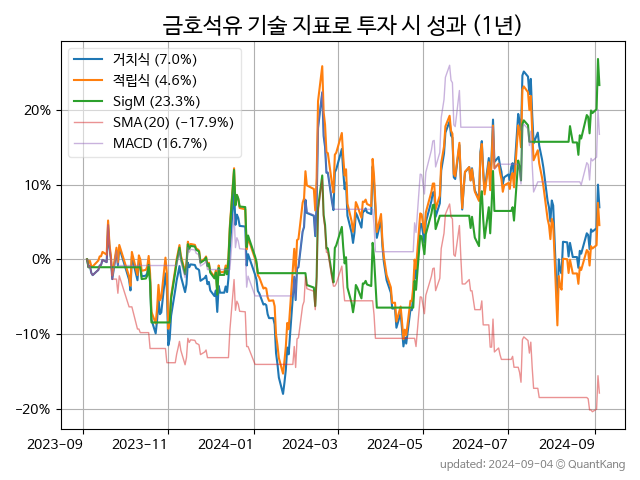 금호석유 기술 지표로 투자 시 성과 (1년)
거치식 (7.0%)
적립식 (4.6%)
SigM (23.3%)
SMA(20) (−17.9%)
MACD (16.7%)
20%
10%
0%
−10%
−20%
2023-09 2023-11 2024-01 2024-03 2024-05 2024-07 2024-09
updated: 2024-09-04 © QuantKang